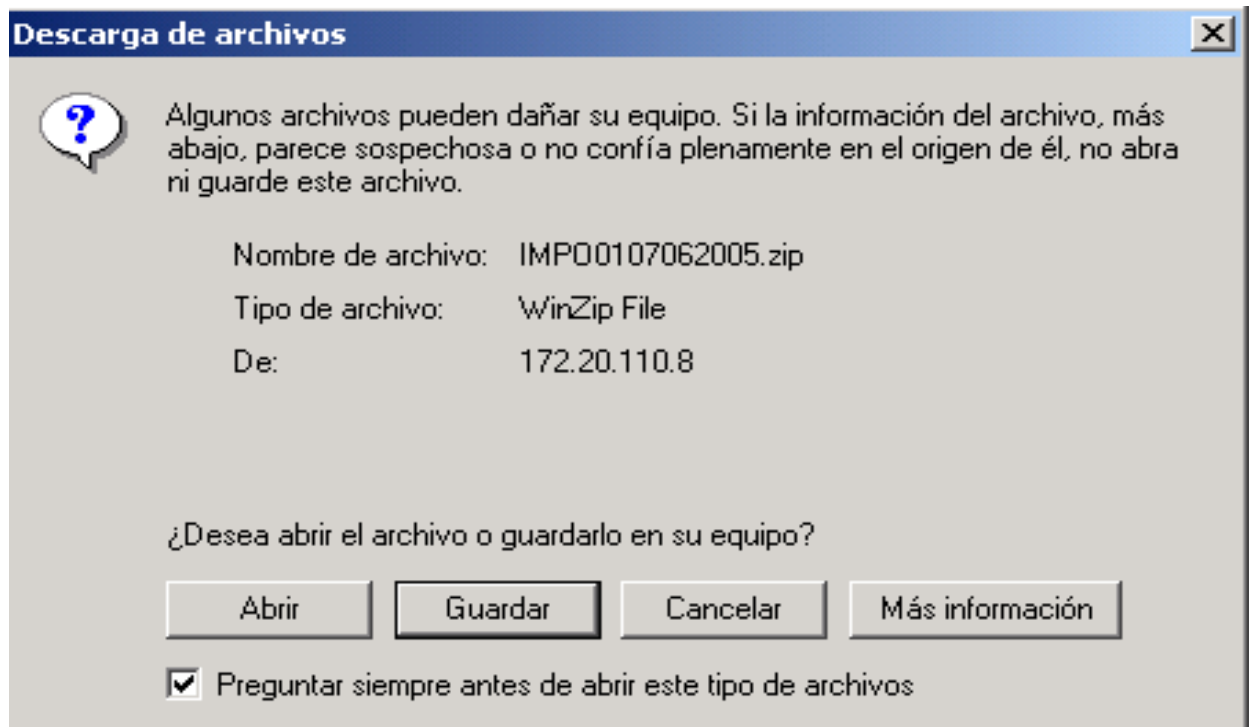 Descarga de archivos
Algunos archivos pueden dañar su equipo. Si la información del archivo, más
abajo, parece sospechosa o no confía plenamente en el origen de él, no abra
ni guarde este archivo.
Nombre de archivo: IMPO0107062005.zip
Tipo de archivo: WinZip File
De: 172.20.110.8
¿Desea abrir el archivo o guardarlo en su equipo?
Abrir Guardar Cancelar Más información
Preguntar siempre antes de abrir este tipo de archivos